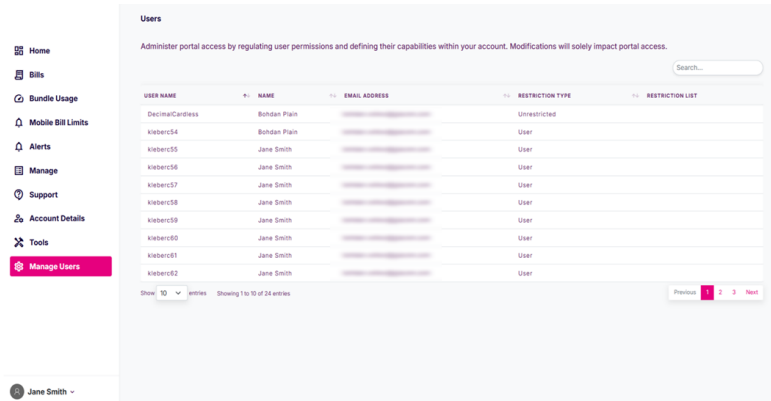 Users
Administer portal access by regulating user permissions and defining their capabilities within your account. Modifications will solely impact portal access.
Search...
Home
Bills
Bundle Usage
Mobile Bill Limits
Alerts
Manage
Support
Account Details
Tools
Manage Users
USER NAME NAME EMAIL ADDRESS RESTRICTION TYPE RESTRICTION LIST
DecimalCardless Bohdan Plain Unrestricted
kleberc54 Bohdan Plain User
kleberc55 Jane Smith User
kleberc56 Jane Smith User
kleberc57 Jane Smith User
kleberc58 Jane Smith User
kleberc59 Jane Smith User
kleberc60 Jane Smith User
kleberc61 Jane Smith User
kleberc62 Jane Smith User
Show 10 entries Showing 1 to 10 of 24 entries Previous 1 2 3 Next
Jane Smith